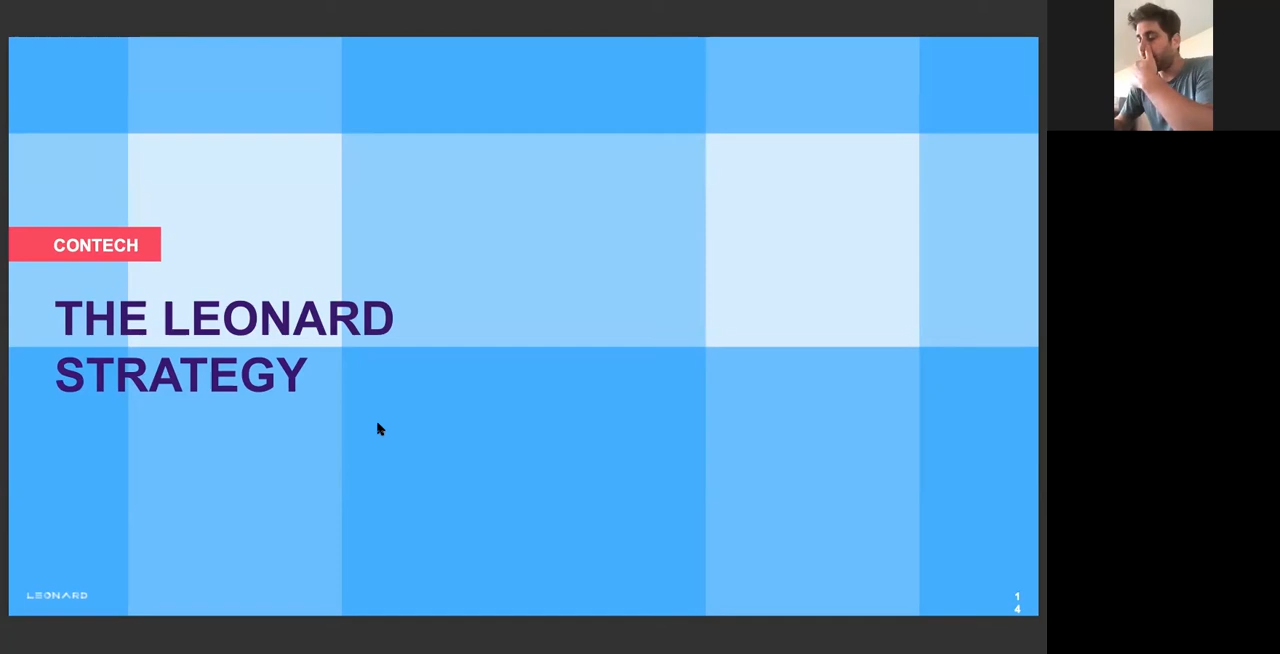 CONTECH
THE LEONARD
STRATEGY
LEONARD
1
4